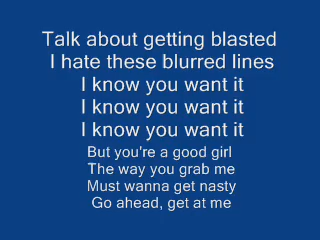 Talk about getting blasted
I hate these blurred lines
I know you want it
I know you want it
I know you want it
But you're a good girl
The way you grab me
Must wanna get nasty
Go ahead, get at me